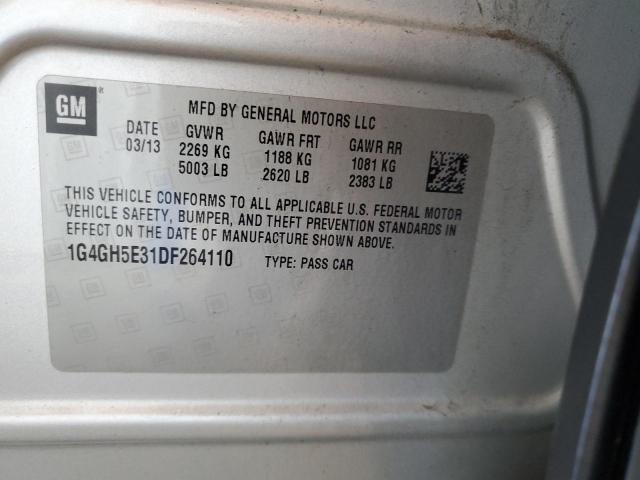 GM ®
MFD BY GENERAL MOTORS LLC
DATE GVWR GAWR FRT GAWR RR
03/13 2269 KG 1188 KG 1081 KG
5003 LB 2620 LB 2383 LB
THIS VEHICLE CONFORMS TO ALL APPLICABLE U.S. FEDERAL MOTOR
VEHICLE SAFETY, BUMPER, AND THEFT PREVENTION STANDARDS IN
EFFECT ON THE DATE OF MANUFACTURE SHOWN ABOVE.
1G4GH5E31DF264110 TYPE: PASS CAR